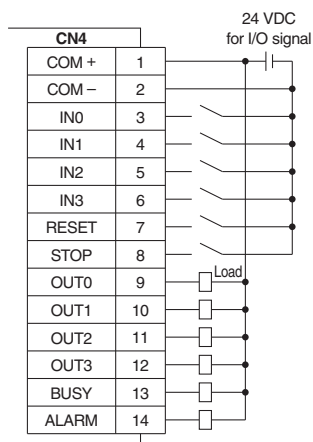 24 VDC
for I/O signal
CN4
COM + 1
COM – 2
IN0 3
IN1 4
IN2 5
IN3 6
RESET 7
STOP 8
OUT0 9 Load
OUT1 10
OUT2 11
OUT3 12
BUSY 13
ALARM 14